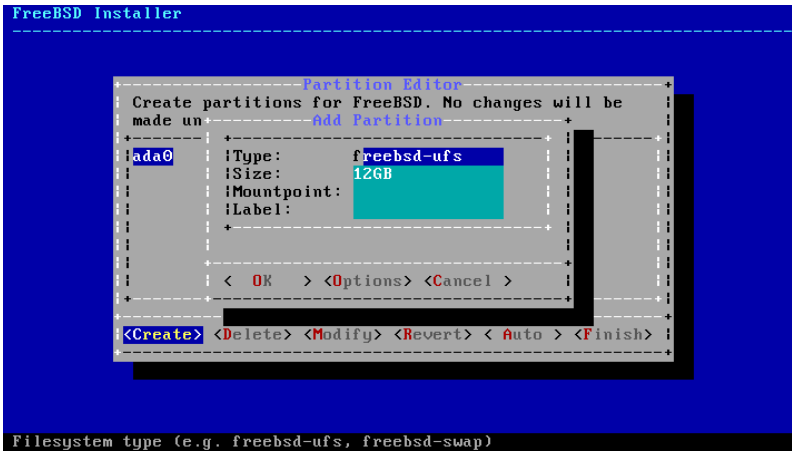 FreeBSD Installer
Partition Editor
Create partitions for FreeBSD. No changes will be
made un
Add Partition
ada0
Type: freebsd-ufs
Size: 12GB
Mountpoint:
Label:
< OK > <Options> <Cancel >
<Create> <Delete> <Modify> <Revert> < Auto > <Finish>
Filesystem type (e.g. freebsd-ufs, freebsd-swap)